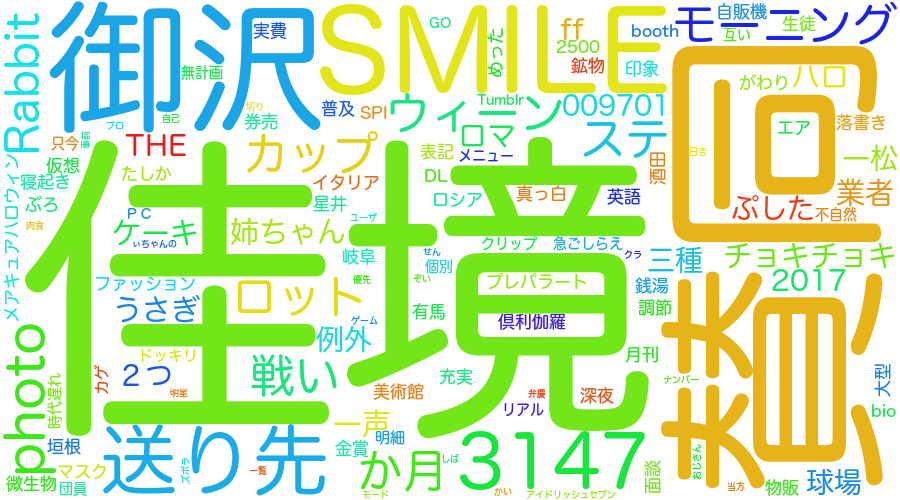 御沢
SMILE
モーニング
回賛
佳境
Rabbit
実費
無計画
切り
自己
プロ
券売
普及
SPI
GO
めった
Tumblr
ff
2500
鉱物
booth
印象
自販機
互い
生徒
がわり
ハロ
落書き
エア
009701
ウィーン
ロマ
ステ
THE
カップ
表記
メニュー
DL
只今
仮想
寝起き
たしか
ぶろ
メアキュアハロウィン
肉食
PC
ケーキ
ぃちゃんの
姉ちゃん
イタリア
星井
ユーザ
岐阜
せん
個別
ロシア
クリップ
真っ白
急ごしらえ
クラ
英語
酒田
日吉
一松
業者
ぷした
不自然
三種
チョキチョキ
2017
銭湯
調節
ファッション
うさぎ
ロット
優先
ぞい
プレパラート
有馬
倶利伽羅
例外
ゲーム
月刊
photo
ドッキリ
2つ
カゲ
時代遅れ
戦い
明星
充実
美術館
リアル
弁慶
深夜
ナンバー
大型
bio
垣根
マスク
微生物
団員
送り先
ズボラ
一覧
一声
金賞
明細
か月
しば
モード
3147
かい
アイドリッシュセブン
面談
おじさん
当方
物販
球場